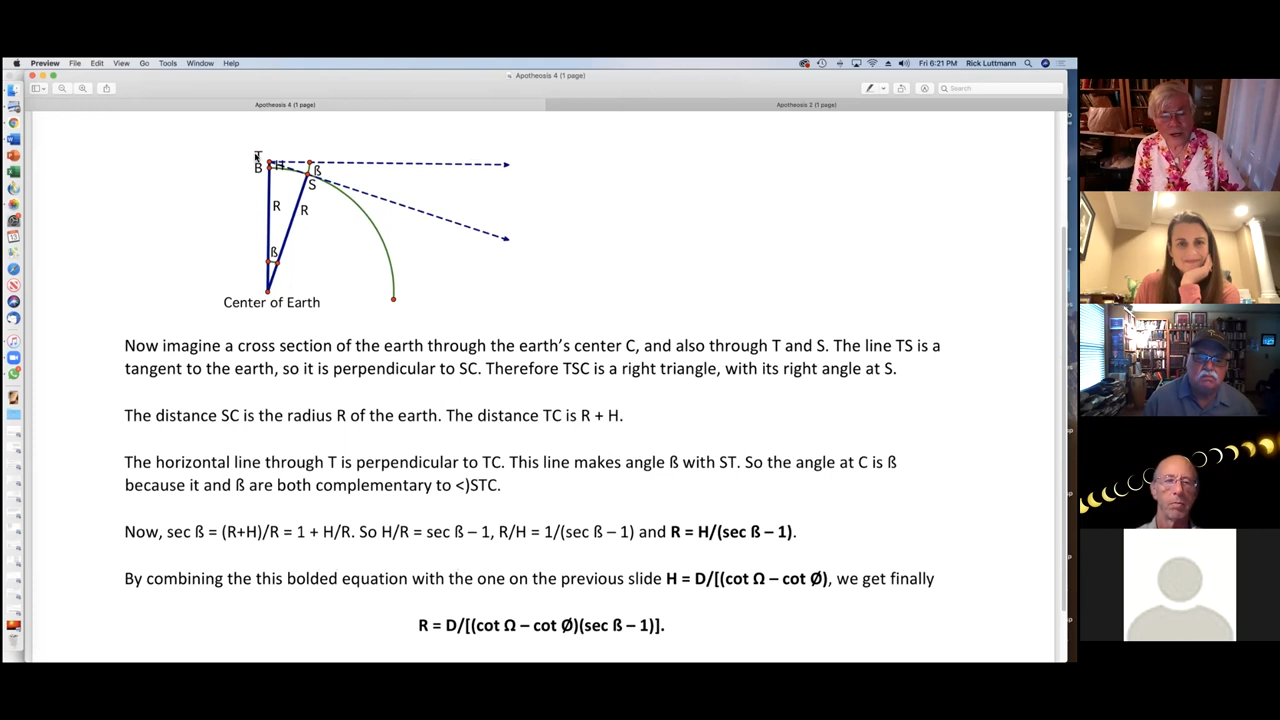 Preview File Edit View Go Tools Window Help
Fri 6:21 PM Rick Luttmann
Apotheosis 4 (1 page)
Search
Apotheosis 4 (1 page)
Apotheosis 2 (1 page)
T
B H ß
S
R R
ß
Center of Earth
Now imagine a cross section of the earth through the earth's center C, and also through T and S. The line TS is a
tangent to the earth, so it is perpendicular to SC. Therefore TSC is a right triangle, with its right angle at S.
The distance SC is the radius R of the earth. The distance TC is R + H.
The horizontal line through T is perpendicular to TC. This line makes angle ß with ST. So the angle at C is ß
because it and ß are both complementary to <)STC.
Now, sec ß = (R+H)/R = 1 + H/R. So H/R = sec ß – 1, R/H = 1/(sec ß – 1) and R = H/(sec ß – 1).
By combining the this bolded equation with the one on the previous slide H = D/[(cot Ω – cot Ø), we get finally
R = D/[(cot Ω – cot Ø)(sec ß – 1)].